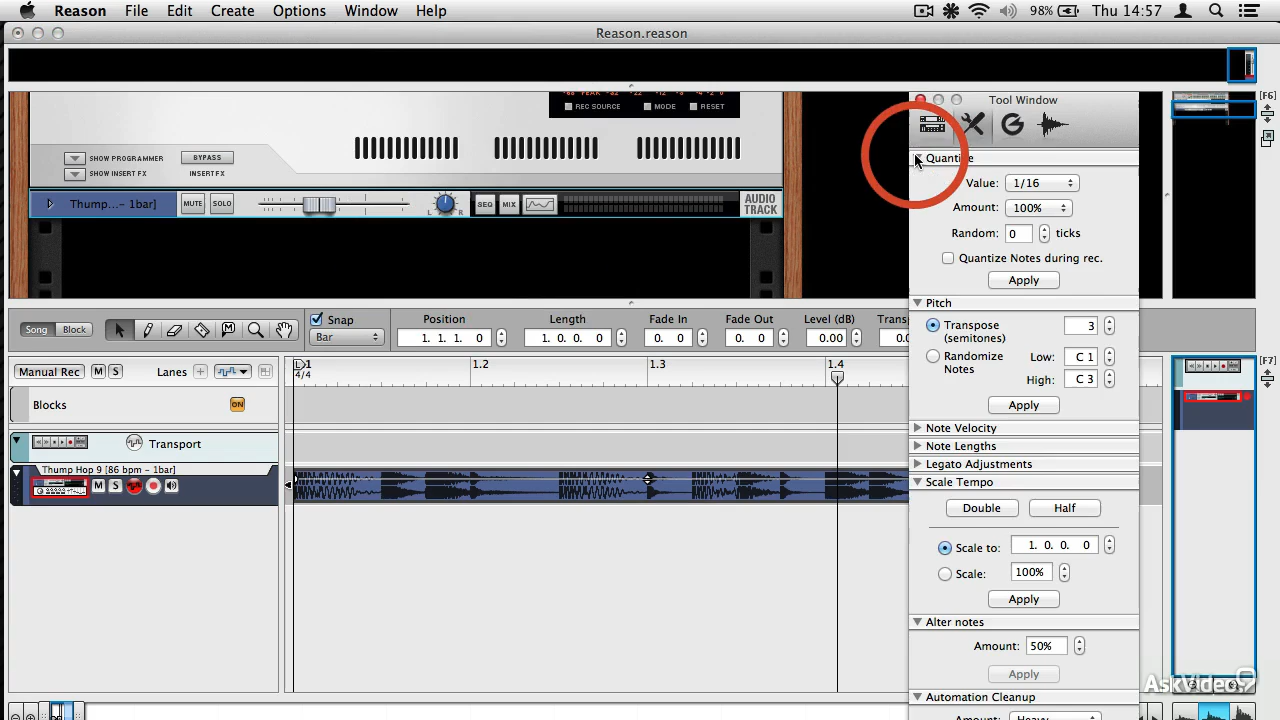 Reason File Edit Create Options Window Help 98% Thu 14:57
Reason.reason
[F6]
REC SOURCE MODE RESET
SHOW PROGRAMMER BYPASS
SHOW INSERT FX INSERT FX
Thump...- 1bar] MUTE SOLO L R SEQ MIX AUDIO TRACK
Tool Window
Quantize
Value: 1/16
Amount: 100%
Random: 0 ticks
Quantize Notes during rec.
Apply
Pitch
Transpose (semitones) 3
Randomize Notes Low: C 1
High: C 3
Apply
Note Velocity
Note Lengths
Legato Adjustments
Scale Tempo
Double Half
Scale to: 1. 0. 0. 0
Scale: 100%
Apply
Alter notes
Amount: 50%
Apply
Automation Cleanup
Amount: Heavy
Song Block Snap Position Length Fade In Fade Out Level (dB) Transp
Bar 1. 1. 1. 0 1. 0. 0. 0 0. 0 0. 0 0.00 0.0
Manual Rec M S Lanes L 1 1.2 1.3 1.4
4/4
[F7]
Blocks ON
Transport
Thump Hop 9 [86 bpm - 1bar]
M S
AskVideo